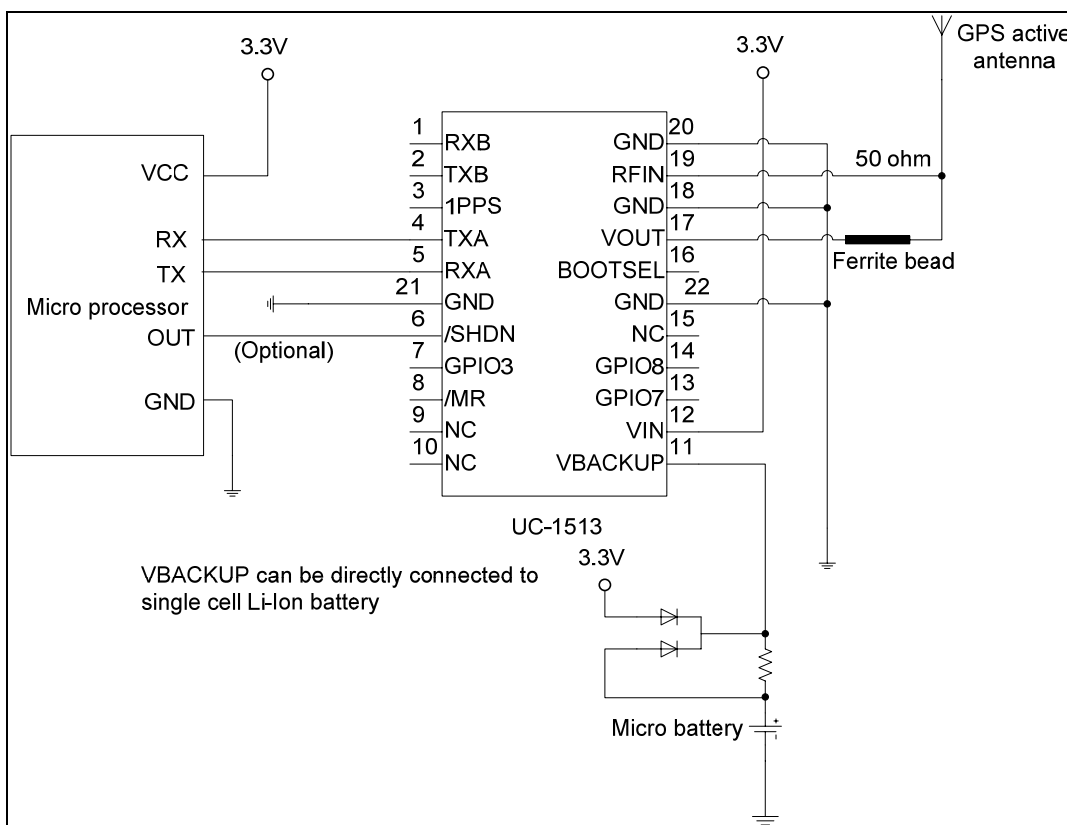 3.3V
3.3V
GPS active
antenna
50 ohm
Ferrite bead
VCC
RX
TX
Micro processor
OUT
GND
(Optional)
1 RXB
2 TXB
3 1PPS
4 TXA
5 RXA
21 GND
6 /SHDN
7 GPIO3
8 /MR
9 NC
10 NC
GND 20
RFIN 19
GND 18
VOUT 17
BOOTSEL 16
GND 22
NC 15
GPIO8 14
GPIO7 13
VIN 12
VBACKUP 11
UC-1513
VBACKUP can be directly connected to
single cell Li-Ion battery
3.3V
Micro battery
+
-